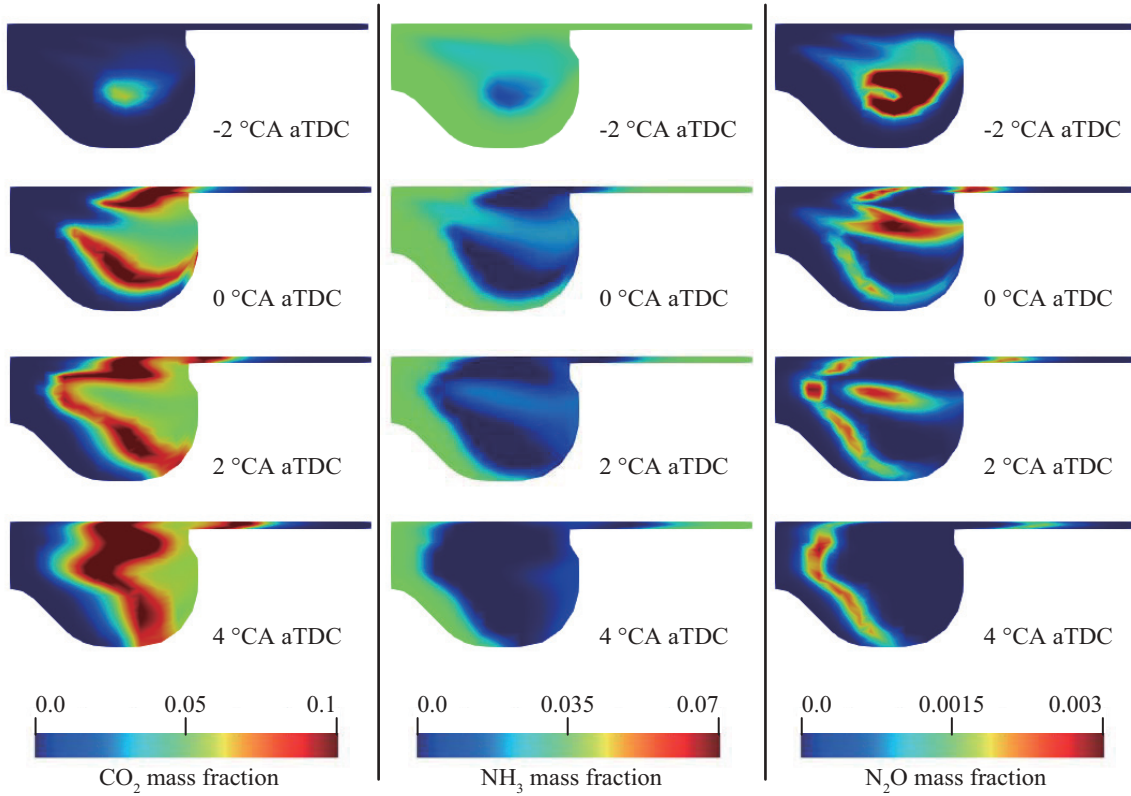 -2 °CA aTDC -2 °CA aTDC -2 °CA aTDC
0 °CA aTDC 0 °CA aTDC 0 °CA aTDC
2 °CA aTDC 2 °CA aTDC 2 °CA aTDC
4 °CA aTDC 4 °CA aTDC 4 °CA aTDC
0.0 0.05 0.1 0.0 0.035 0.07 0.0 0.0015 0.003
CO₂ mass fraction NH₃ mass fraction N₂O mass fraction